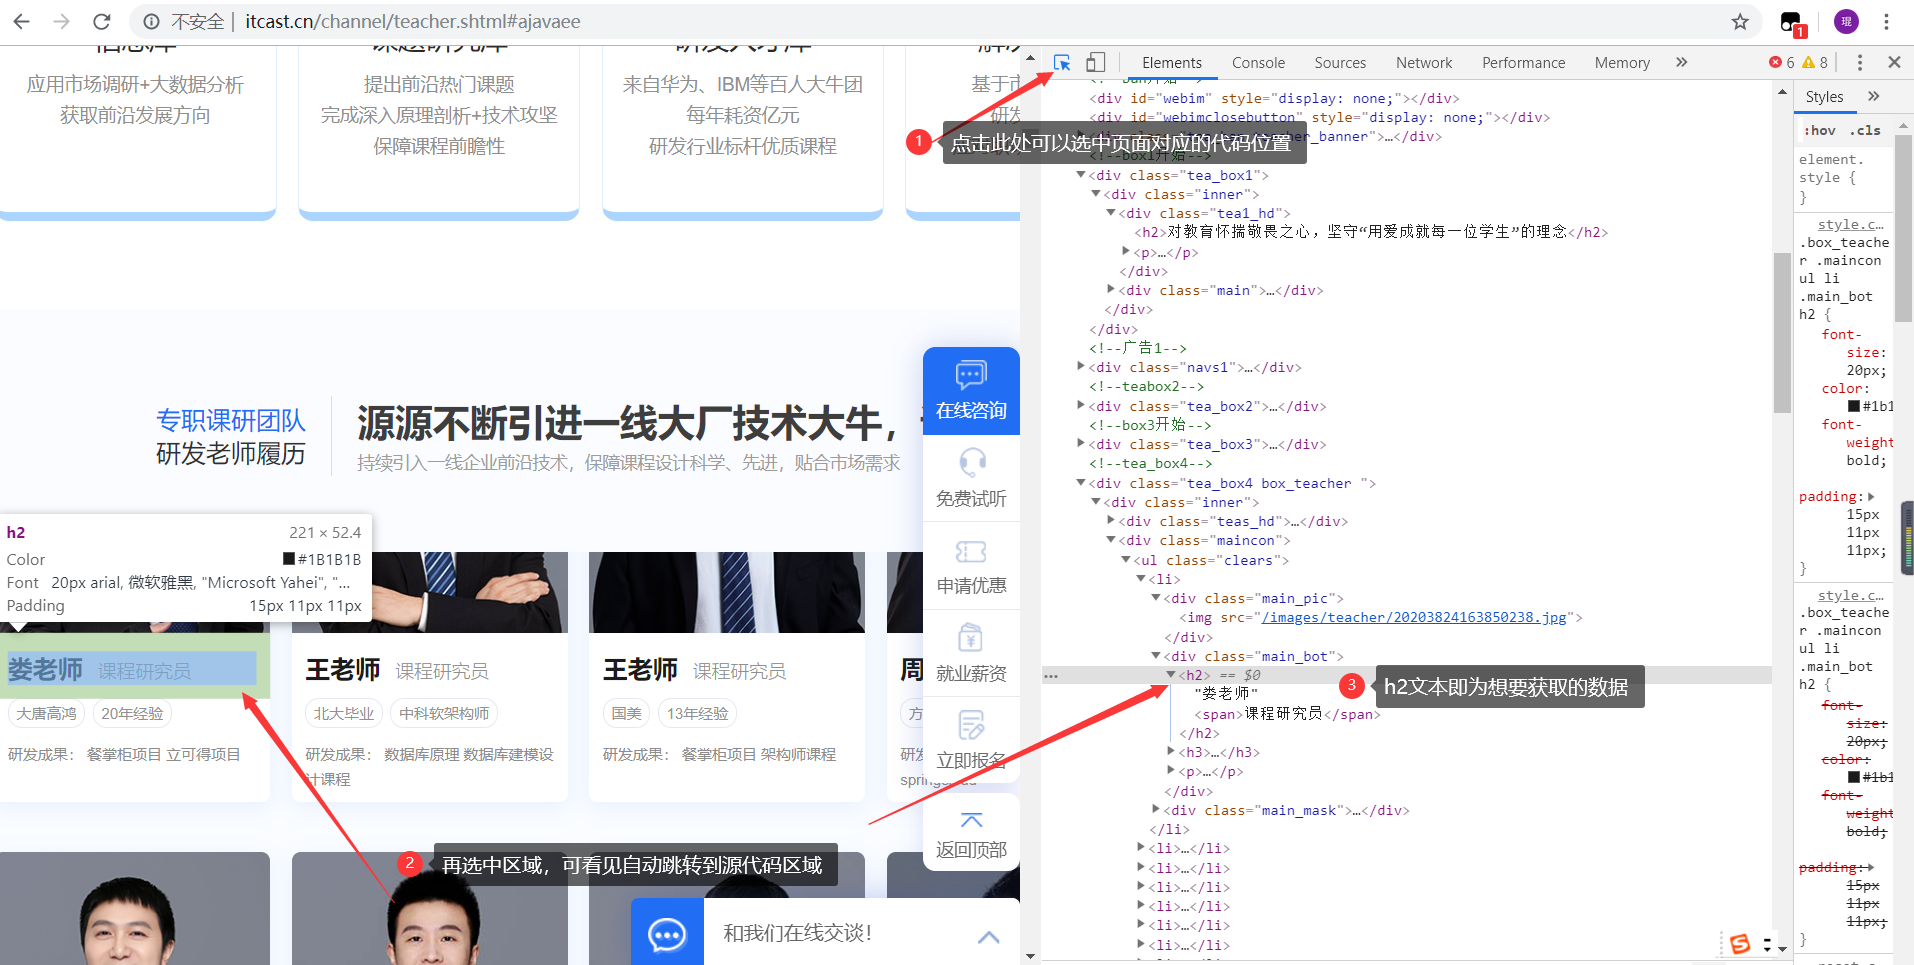 不安全 | itcast.cn/channel/teacher.shtml#ajavaee
1
琨
应用市场调研+大数据分析
获取前沿发展方向
提出前沿热门课题
完成深入原理剖析+技术攻坚
保障课程前瞻性
来自华为、IBM等百人大牛团
每年耗资亿元
研发行业标杆优质课程
基于市
研发
专职课研团队
研发老师履历
源源不断引进一线大厂技术大牛，
持续引入一线企业前沿技术，保障课程设计科学、先进，贴合市场需求
在线咨询
免费试听
申请优惠
就业薪资
立即报名
返回顶部
h2 221 × 52.4
Color #1B1B1B
Font 20px arial, 微软雅黑, "Microsoft Yahei", "...
Padding 15px 11px 11px
娄老师 课程研究员
大唐高鸿 20年经验
研发成果： 餐掌柜项目 立可得项目
王老师 课程研究员
北大毕业 中科软架构师
研发成果： 数据库原理 数据库建模设
计课程
王老师 课程研究员
国美 13年经验
研发成果： 餐掌柜项目 架构师课程
周
方
研发
2 再选中区域，可看见自动跳转到源代码区域
和我们在线交谈！
Elements Console Sources Network Performance Memory » 6 8
<div id="webim" style="display: none;"></div>
<div id="webimclosebutton" style="display: none;"></div>
1 点击此处可以选中页面对应的代码位置
<div class="tea_box1">
<div class="inner">
<div class="tea1_hd">
<h2>对教育怀揣敬畏之心，坚守“用爱成就每一位学生”的理念</h2>
<p>…</p>
</div>
<div class="main">…</div>
</div>
</div>
<!--广告1-->
<div class="navs1">…</div>
<!--teabox2-->
<div class="tea_box2">…</div>
<!--box3开始-->
<div class="tea_box3">…</div>
<!--tea_box4-->
<div class="tea_box4 box_teacher ">
<div class="inner">
<div class="teas_hd">…</div>
<div class="maincon">
<ul class="clears">
<li>
<div class="main_pic">
<img src="/images/teacher/20203824163850238.jpg">
</div>
<div class="main_bot">
<h2> == $0
"娄老师"
<span>课程研究员</span>
</h2>
<h3>…</h3>
<p>…</p>
</div>
<div class="main_mask">…</div>
</li>
<li>…</li>
<li>…</li>
<li>…</li>
<li>…</li>
<li>…</li>
<li>…</li>
3 h2文本即为想要获取的数据
Styles »
:hov .cls
element.
style {
}
style.c…
.box_teache
r .maincon
ul li
.main_bot
h2 {
font-
size:
20px;
color:
#1b1
font-
weight
bold;
padding:
15px
11px
11px;
}
style.c…
.box_teache
r .maincon
ul li
.main_bot
h2 {
font-
size:
20px;
color:
#1b1
font-
weight
bold;
padding:
15px
11px
11px;
}